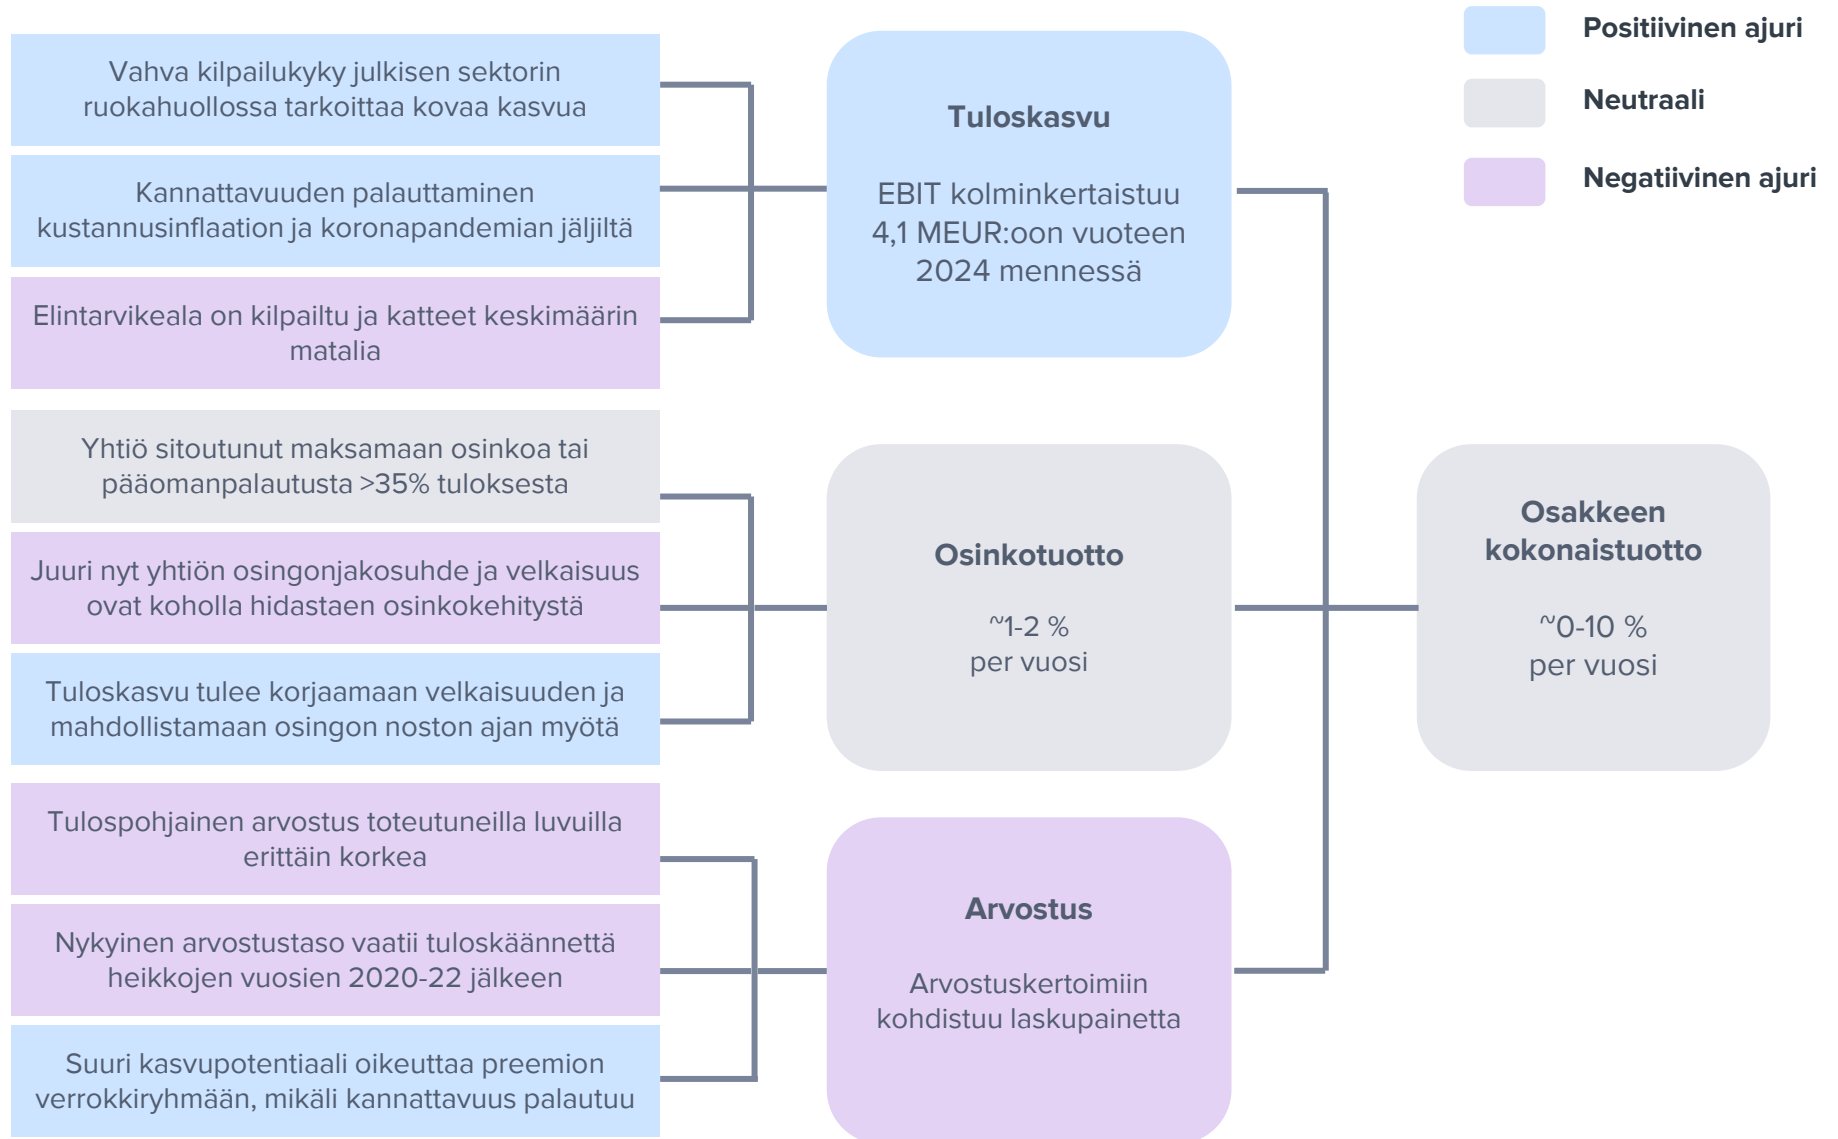 Positiivinen ajuri
Neutraali
Negatiivinen ajuri
Vahva kilpailukyky julkisen sektorin
ruokahuollossa tarkoittaa kovaa kasvua
Kannattavuuden palauttaminen
kustannusinflaation ja koronapandemian jäljiltä
Elintarvikeala on kilpailtu ja katteet keskimäärin
matalia
Tuloskasvu
EBIT kolminkertaistuu
4,1 MEUR:oon vuoteen
2024 mennessä
Yhtiö sitoutunut maksamaan osinkoa tai
pääomanpalautusta >35% tuloksesta
Juuri nyt yhtiön osingonjakosuhde ja velkaisuus
ovat koholla hidastaen osinkokehitystä
Tuloskasvu tulee korjaamaan velkaisuuden ja
mahdollistamaan osingon noston ajan myötä
Osinkotuotto
~1-2 %
per vuosi
Osakkeen
kokonaistuotto
~0-10 %
per vuosi
Tulospohjainen arvostus toteutuneilla luvuilla
erittäin korkea
Nykyinen arvostustaso vaatii tuloskäännettä
heikkojen vuosien 2020-22 jälkeen
Suuri kasvupotentiaali oikeuttaa preemion
verrokkiryhmään, mikäli kannattavuus palautuu
Arvostus
Arvostuskertoimiin
kohdistuu laskupainetta